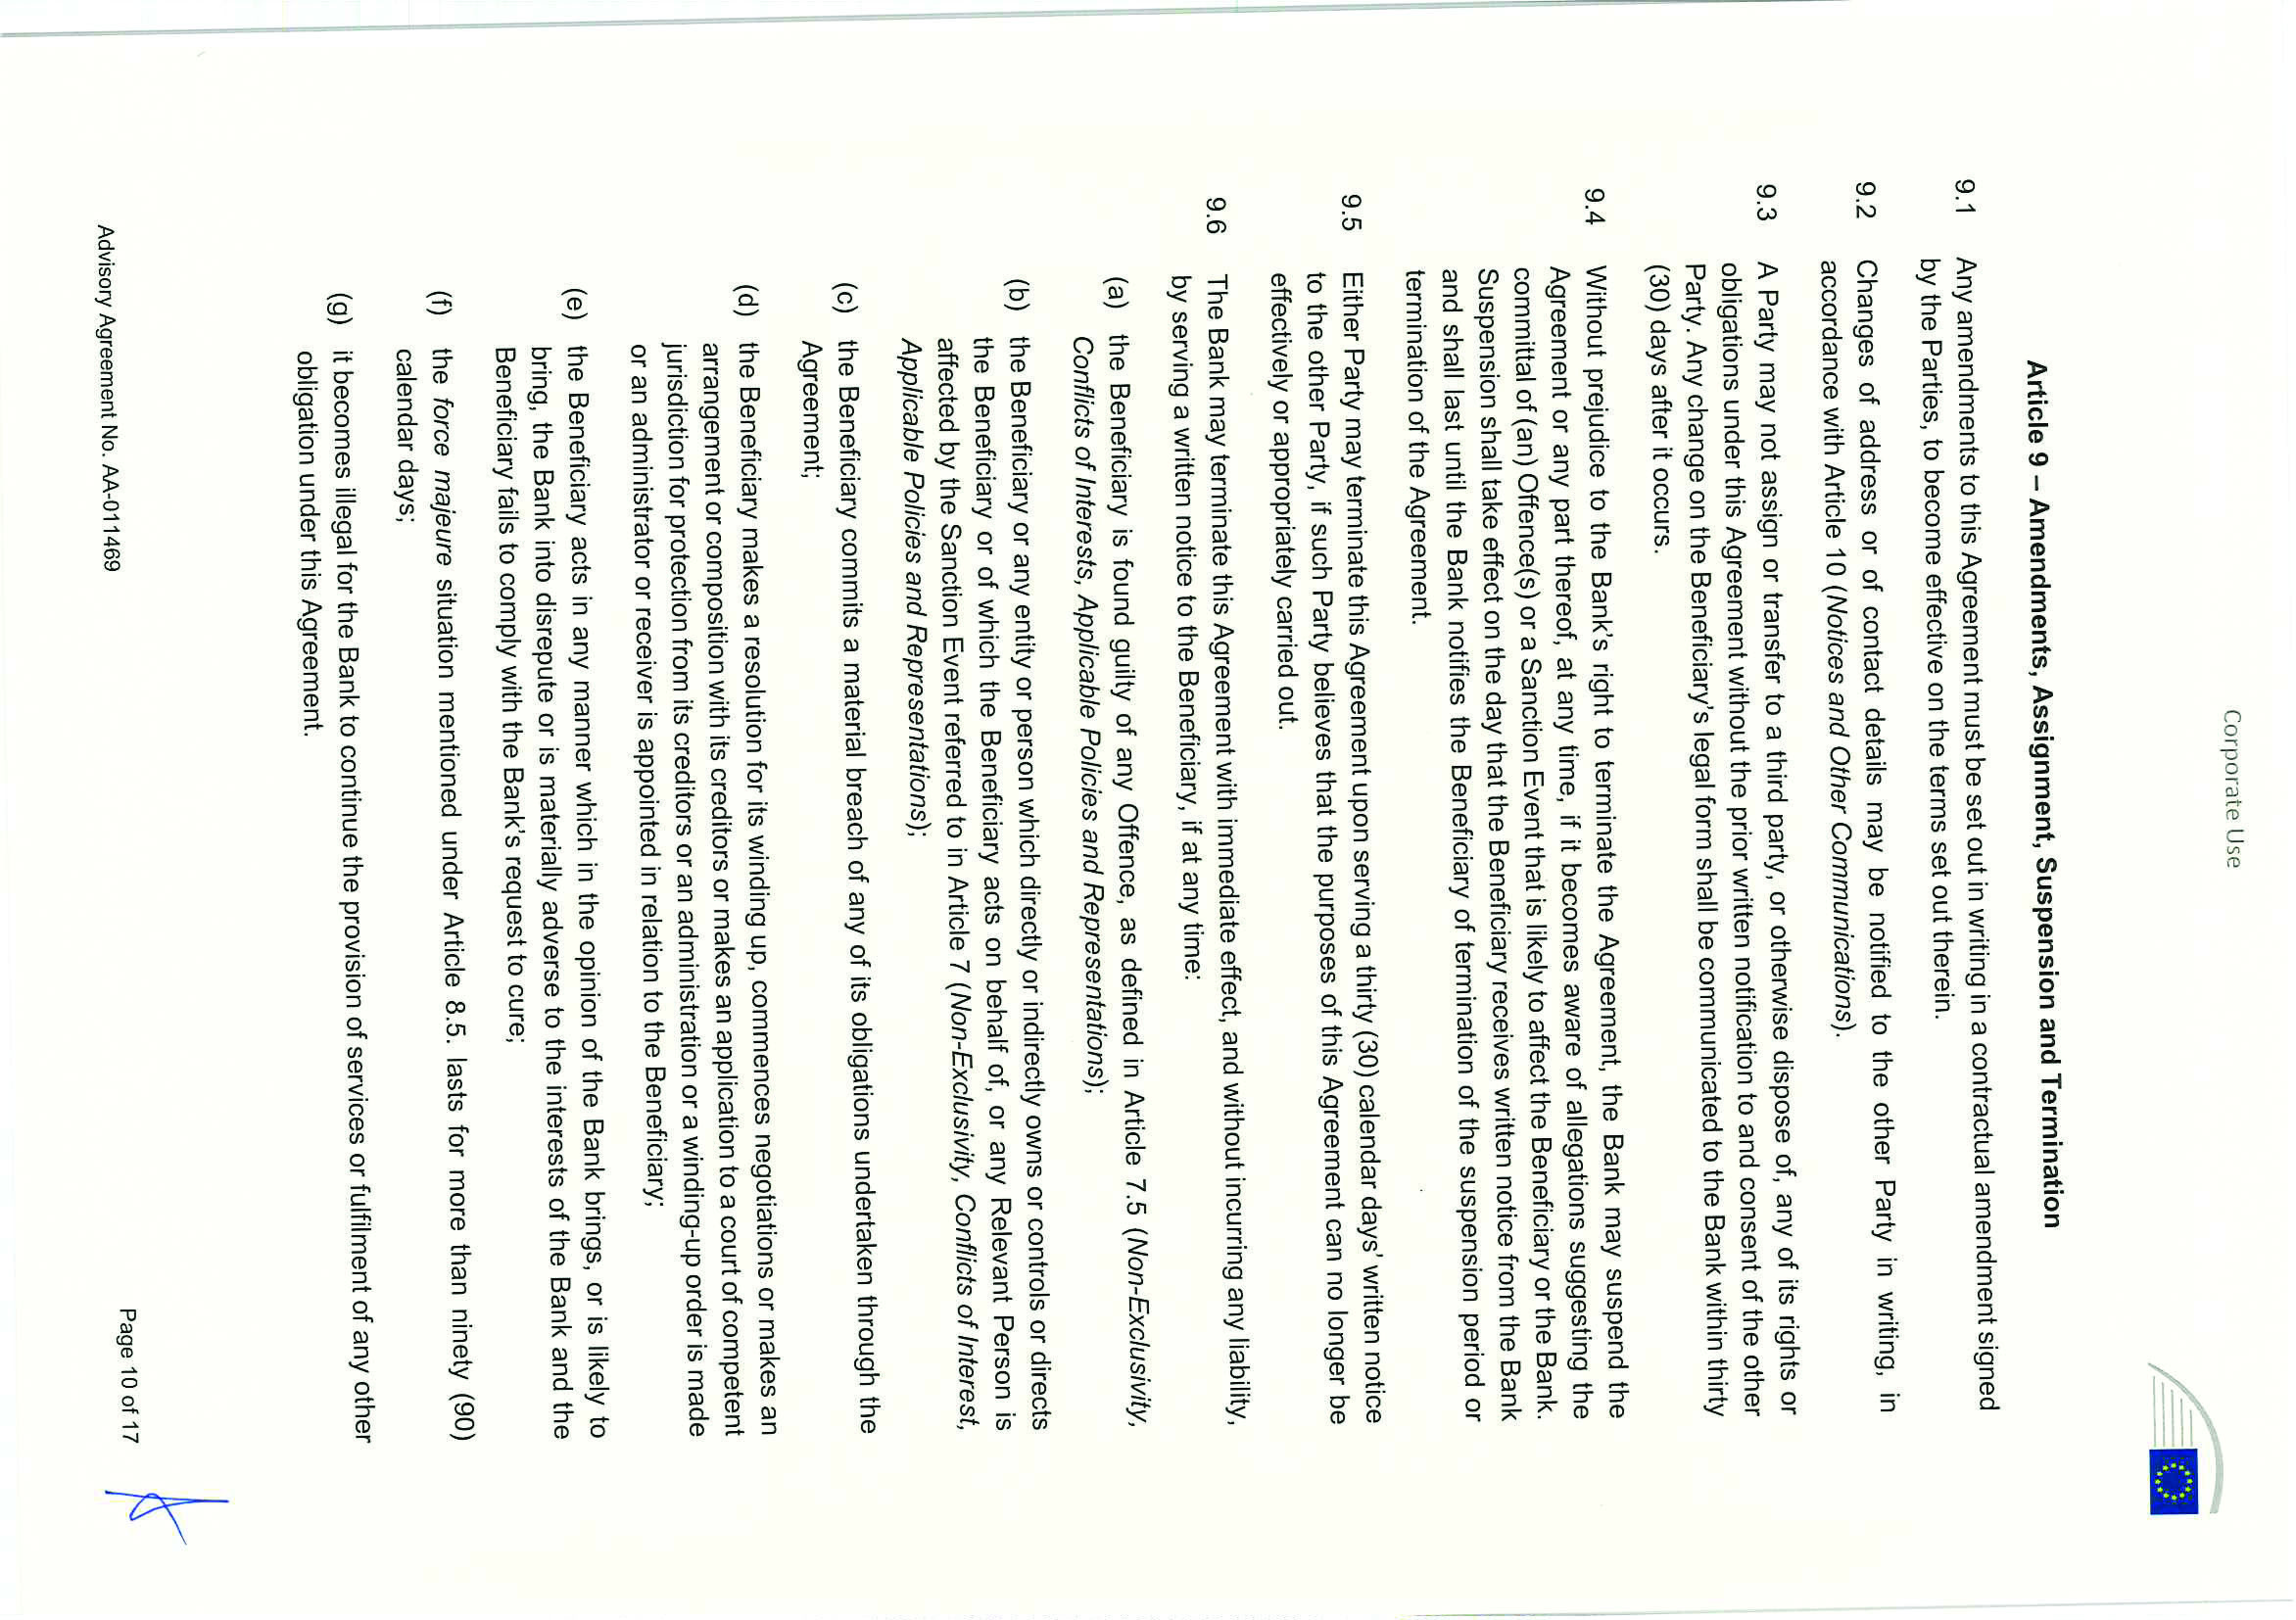 Corporate Use
Article 9 – Amendments, Assignment, Suspension and Termination
9.1 Any amendments to this Agreement must be set out in writing in a contractual amendment signed
by the Parties, to become effective on the terms set out therein.
9.2 Changes of address or of contact details may be notified to the other Party in writing, in
accordance with Article 10 (Notices and Other Communications).
9.3 A Party may not assign or transfer to a third party, or otherwise dispose of, any of its rights or
obligations under this Agreement without the prior written notification to and consent of the other
Party. Any change on the Beneficiary's legal form shall be communicated to the Bank within thirty
(30) days after it occurs.
9.4 Without prejudice to the Bank's right to terminate the Agreement, the Bank may suspend the
Agreement or any part thereof, at any time, if it becomes aware of allegations suggesting the
committal of (an) Offence(s) or a Sanction Event that is likely to affect the Beneficiary or the Bank.
Suspension shall take effect on the day that the Beneficiary receives written notice from the Bank
and shall last until the Bank notifies the Beneficiary of termination of the suspension period or
termination of the Agreement.
9.5 Either Party may terminate this Agreement upon serving a thirty (30) calendar days' written notice
to the other Party, if such Party believes that the purposes of this Agreement can no longer be
effectively or appropriately carried out.
9.6 The Bank may terminate this Agreement with immediate effect, and without incurring any liability,
by serving a written notice to the Beneficiary, if at any time:
(a) the Beneficiary is found guilty of any Offence, as defined in Article 7.5 (Non-Exclusivity,
Conflicts of Interests, Applicable Policies and Representations);
(b) the Beneficiary or any entity or person which directly or indirectly owns or controls or directs
the Beneficiary or of which the Beneficiary acts on behalf of, or any Relevant Person is
affected by the Sanction Event referred to in Article 7 (Non-Exclusivity, Conflicts of Interest,
Applicable Policies and Representations);
(c) the Beneficiary commits a material breach of any of its obligations undertaken through the
Agreement;
(d) the Beneficiary makes a resolution for its winding up, commences negotiations or makes an
arrangement or composition with its creditors or makes an application to a court of competent
jurisdiction for protection from its creditors or an administration or a winding-up order is made
or an administrator or receiver is appointed in relation to the Beneficiary;
(e) the Beneficiary acts in any manner which in the opinion of the Bank brings, or is likely to
bring, the Bank into disrepute or is materially adverse to the interests of the Bank and the
Beneficiary fails to comply with the Bank's request to cure;
(f) the force majeure situation mentioned under Article 8.5. lasts for more than ninety (90)
calendar days;
(g) it becomes illegal for the Bank to continue the provision of services or fulfilment of any other
obligation under this Agreement.
Advisory Agreement No. AA-011469 Page 10 of 17